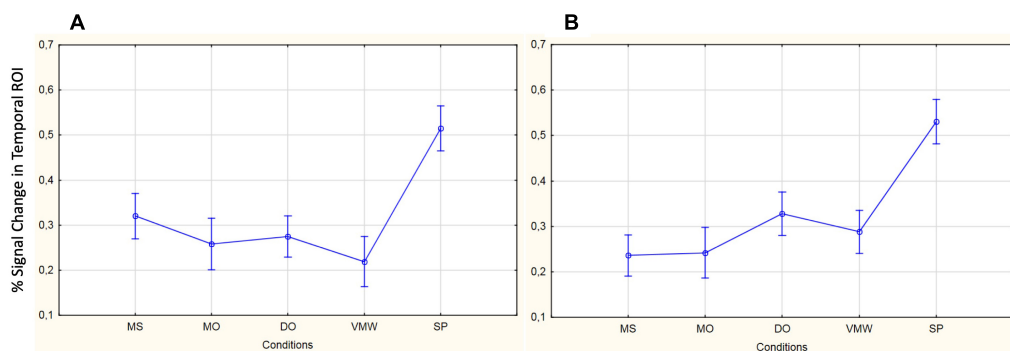 A
B
% Signal Change in Temporal ROI
0,7
0,6
0,5
0,4
0,3
0,2
0,1
MS MO DO VMW SP
Conditions
0,7
0,6
0,5
0,4
0,3
0,2
0,1
MS MO DO VMW SP
Conditions